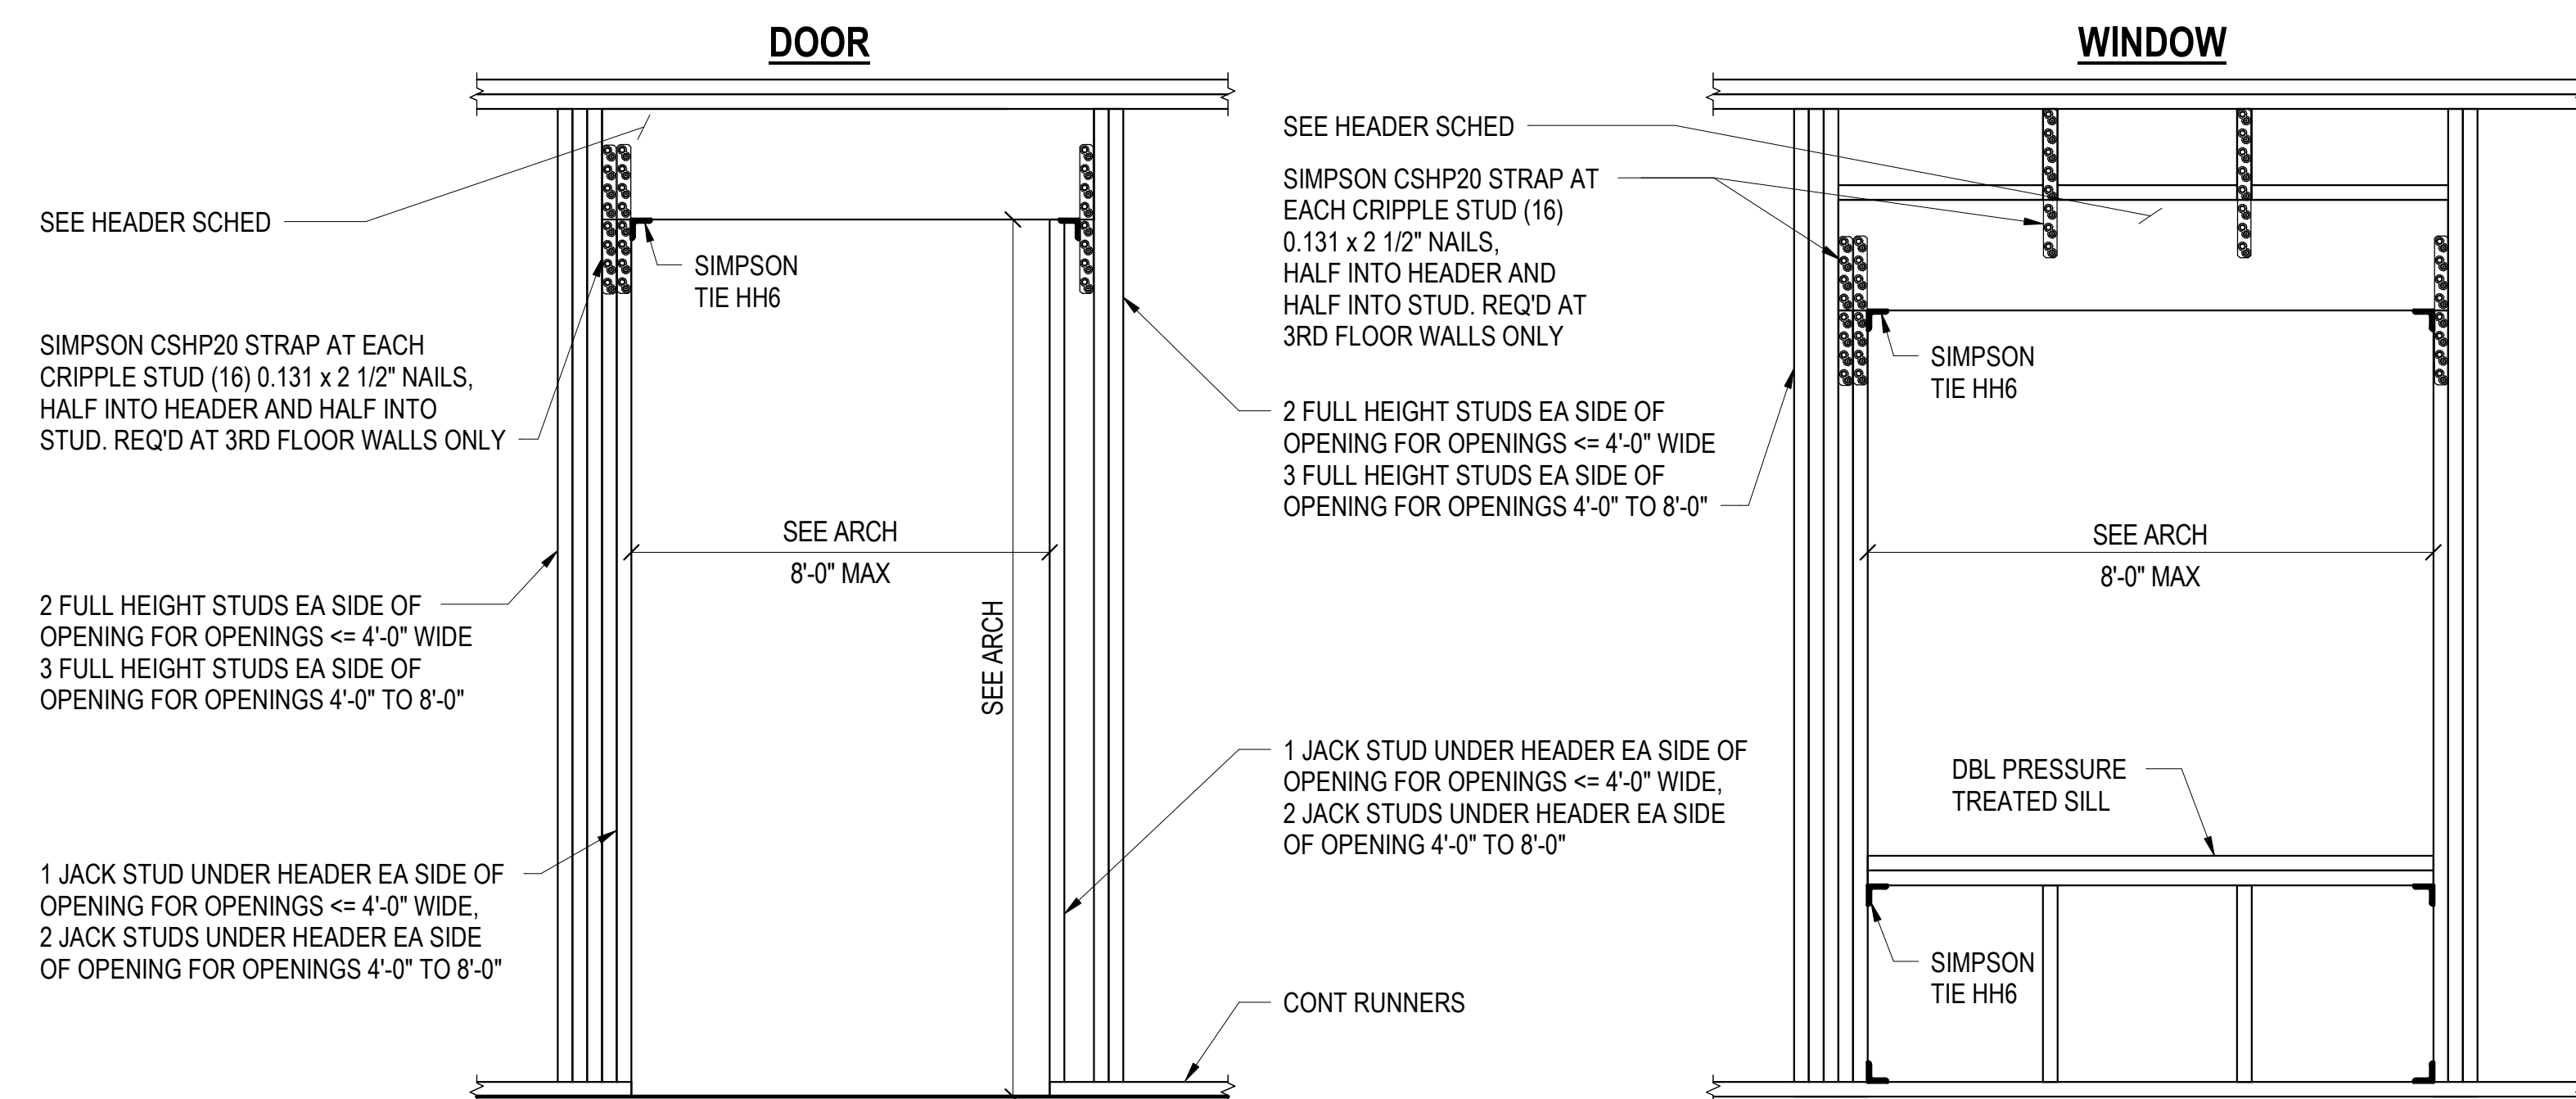 DOOR
SEE HEADER SCHED
SIMPSON
TIE HH6
SIMPSON CSHP20 STRAP AT EACH
CRIPPLE STUD (16) 0.131 x 2 1/2" NAILS,
HALF INTO HEADER AND HALF INTO
STUD. REQ'D AT 3RD FLOOR WALLS ONLY
SEE ARCH
8'-0" MAX
SEE ARCH
2 FULL HEIGHT STUDS EA SIDE OF
OPENING FOR OPENINGS <= 4'-0" WIDE
3 FULL HEIGHT STUDS EA SIDE OF
OPENING FOR OPENINGS 4'-0" TO 8'-0"
1 JACK STUD UNDER HEADER EA SIDE OF
OPENING FOR OPENINGS <= 4'-0" WIDE,
2 JACK STUDS UNDER HEADER EA SIDE
OF OPENING FOR OPENINGS 4'-0" TO 8'-0"
WINDOW
SEE HEADER SCHED
SIMPSON CSHP20 STRAP AT
EACH CRIPPLE STUD (16)
0.131 x 2 1/2" NAILS,
HALF INTO HEADER AND
HALF INTO STUD. REQ'D AT
3RD FLOOR WALLS ONLY
SIMPSON
TIE HH6
2 FULL HEIGHT STUDS EA SIDE OF
OPENING FOR OPENINGS <= 4'-0" WIDE
3 FULL HEIGHT STUDS EA SIDE OF
OPENING FOR OPENINGS 4'-0" TO 8'-0"
SEE ARCH
8'-0" MAX
1 JACK STUD UNDER HEADER EA SIDE OF
OPENING FOR OPENINGS <= 4'-0" WIDE,
2 JACK STUDS UNDER HEADER EA SIDE
OF OPENING 4'-0" TO 8'-0"
DBL PRESSURE
TREATED SILL
SIMPSON
TIE HH6
CONT RUNNERS